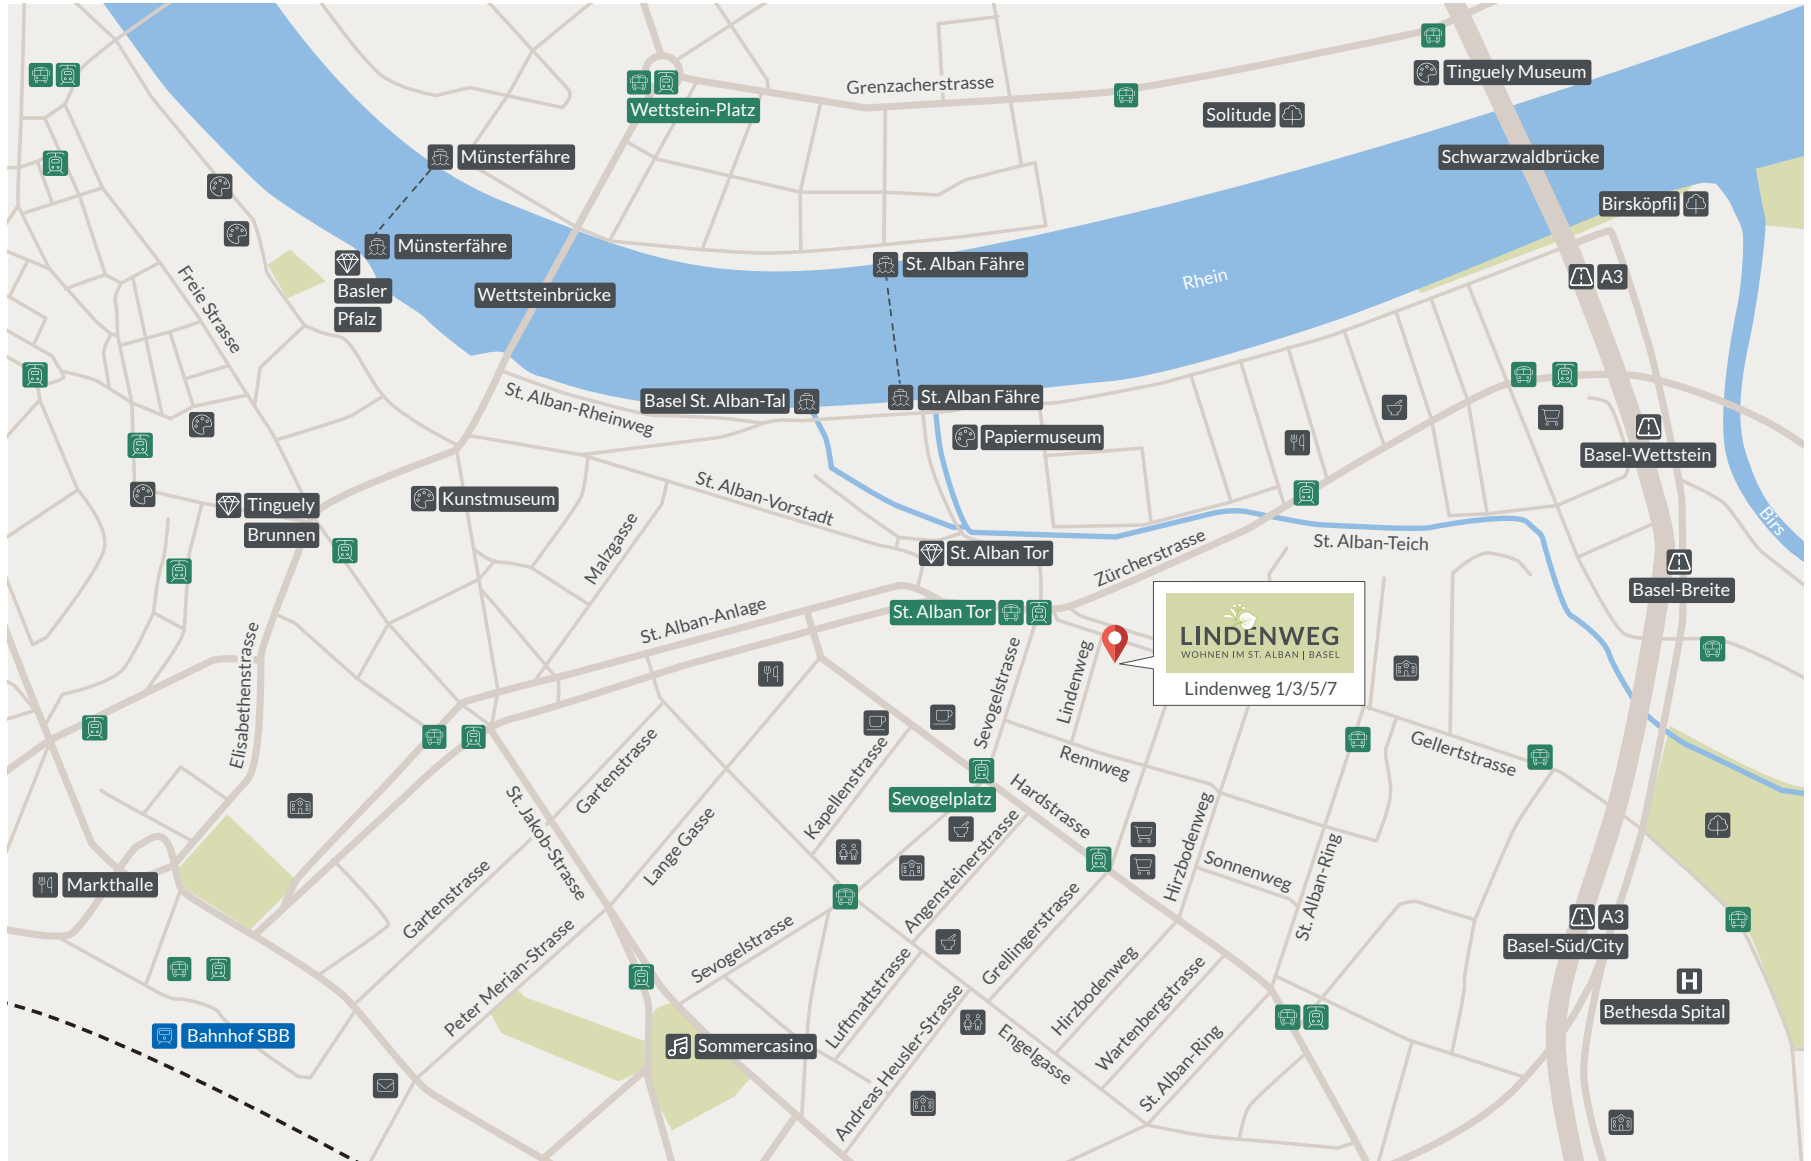 Grenzacherstrasse
Tinguely Museum
Wettstein-Platz
Solitude
Münsterfähre
Schwarzwaldbrücke
Birsköpfli
Münsterfähre
St. Alban Fähre
Rhein
A3
Basler
Pfalz
Wettsteinbrücke
Freie Strasse
St. Alban-Rheinweg
Basel St. Alban-Tal
St. Alban Fähre
Papiermuseum
Basel-Wettstein
Kunstmuseum
St. Alban-Vorstadt
Tinguely
Brunnen
Malzgasse
Birs
St. Alban Tor
Zürcherstrasse
St. Alban-Teich
Basel-Breite
St. Alban-Anlage
St. Alban Tor
LINDENWEG
WOHNEN IM ST. ALBAN | BASEL
Lindenweg 1/3/5/7
Elisabethenstrasse
Sevogelstrasse
Lindenweg
Gartenstrasse
Kapellenstrasse
Rennweg
Gellertstrasse
Sevogelplatz
Hardstrasse
St. Jakob-Strasse
Lange Gasse
Angensteinerstrasse
Hirzbodenweg
Sonnenweg
St. Alban-Ring
Markthalle
Gartenstrasse
A3
Basel-Süd/City
Peter Merian-Strasse
Sevogelstrasse
Luftmattstrasse
Grellingerstrasse
Hirzbodenweg
Wartenbergstrasse
H
Bethesda Spital
Bahnhof SBB
Sommercasino
Andreas Heusler-Strasse
Engelgasse
St. Alban-Ring